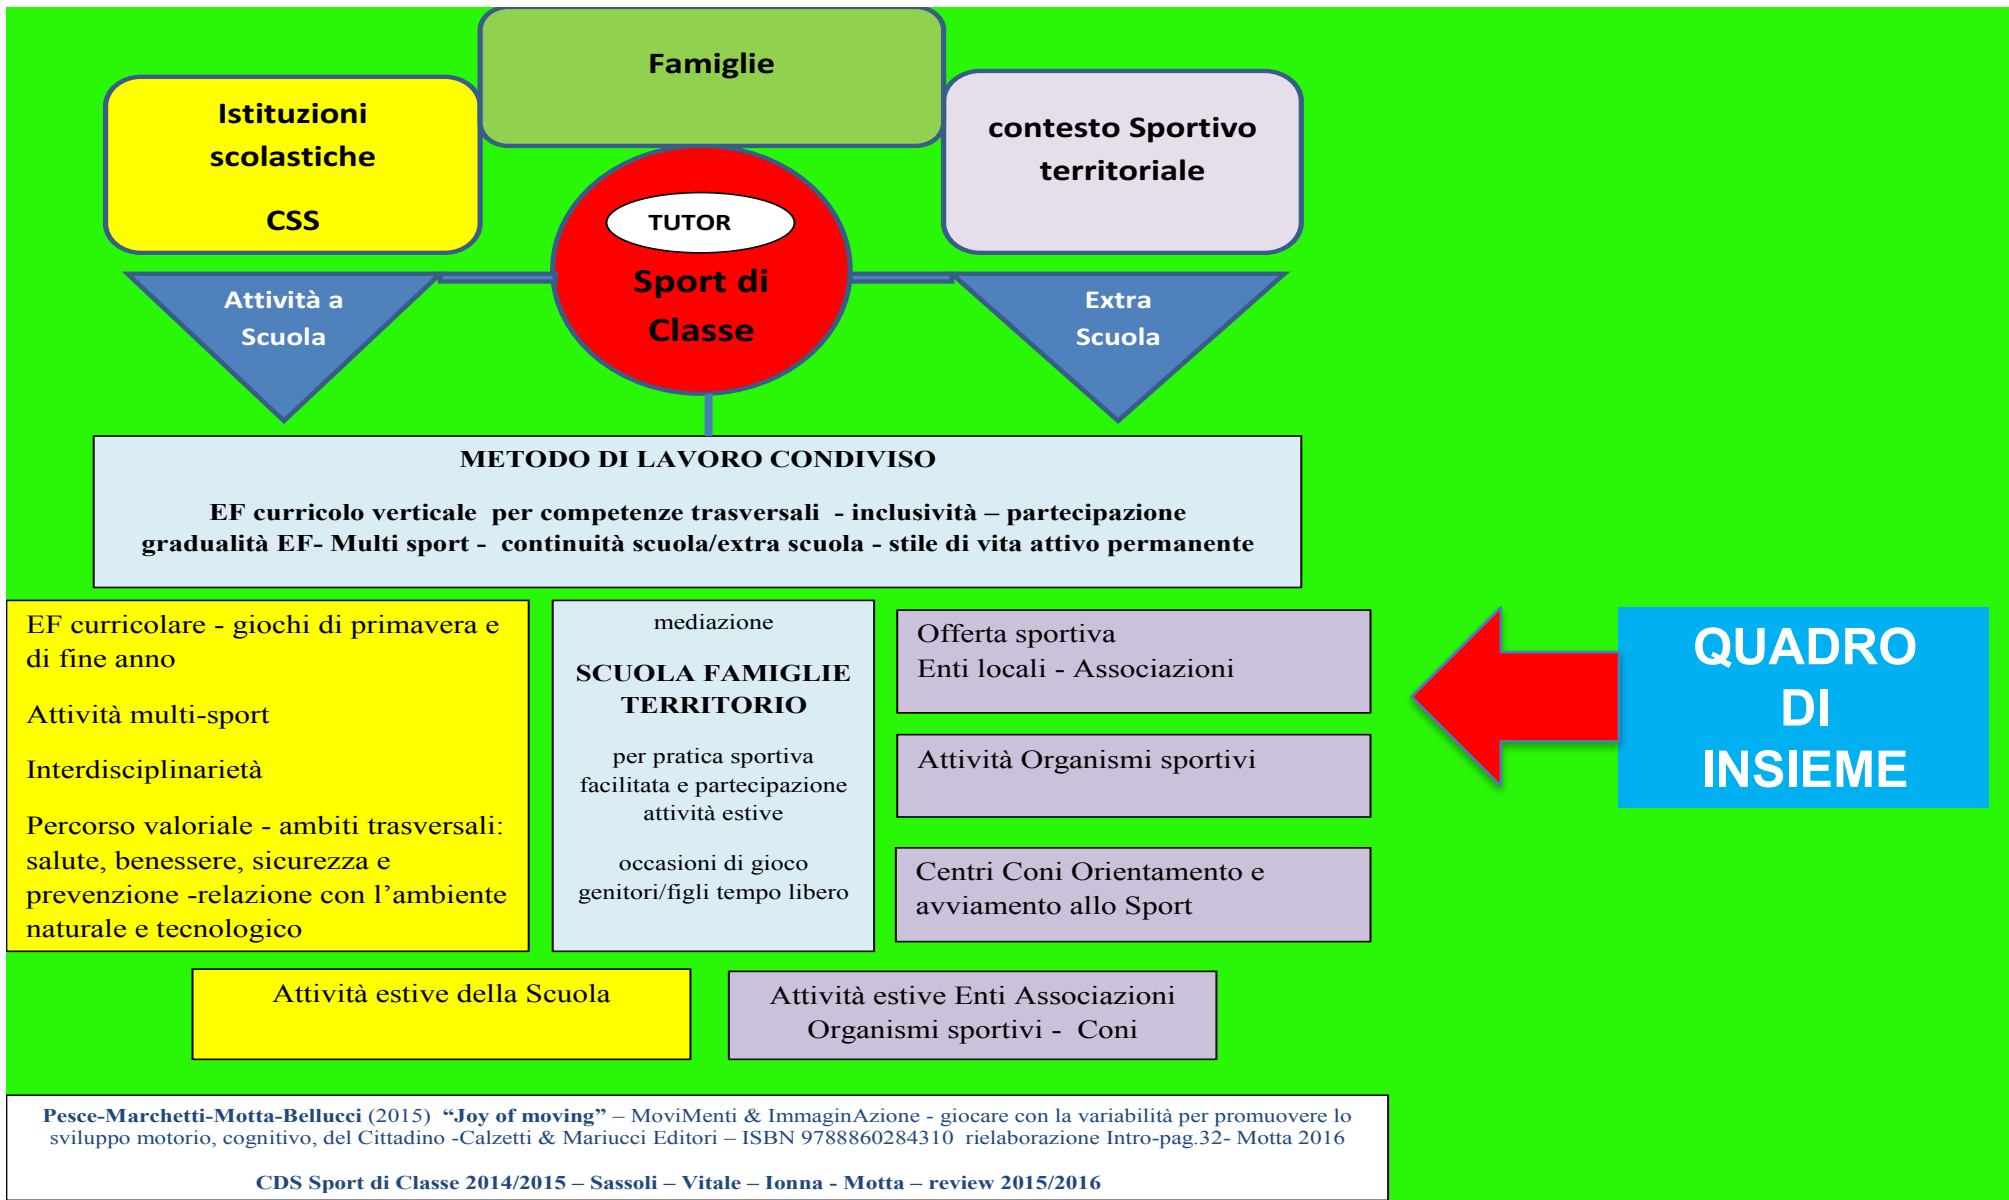 Famiglie
Istituzioni
scolastiche
CSS
contesto Sportivo
territoriale
TUTOR
Sport di
Classe
Attività a
Scuola
Extra
Scuola
METODO DI LAVORO CONDIVISO
EF curricolo verticale  per competenze trasversali  - inclusività – partecipazione
gradualità EF- Multi sport -  continuità scuola/extra scuola - stile di vita attivo permanente
EF curricolare - giochi di primavera e
di fine anno
Attività multi-sport
Interdisciplinarietà
Percorso valoriale - ambiti trasversali:
salute, benessere, sicurezza e
prevenzione -relazione con l’ambiente
naturale e tecnologico
mediazione
SCUOLA FAMIGLIE
TERRITORIO
per pratica sportiva
facilitata e partecipazione
attività estive
occasioni di gioco
genitori/figli tempo libero
Offerta sportiva
Enti locali - Associazioni
Attività Organismi sportivi
Centri Coni Orientamento e
avviamento allo Sport
QUADRO
DI
INSIEME
Attività estive della Scuola
Attività estive Enti Associazioni
Organismi sportivi -  Coni
Pesce-Marchetti-Motta-Bellucci (2015)  “Joy of moving” – MoviMenti & ImmaginAzione - giocare con la variabilità per promuovere lo
sviluppo motorio, cognitivo, del Cittadino -Calzetti & Mariucci Editori – ISBN 9788860284310  rielaborazione Intro-pag.32- Motta 2016
CDS Sport di Classe 2014/2015 – Sassoli – Vitale – Ionna - Motta – review 2015/2016